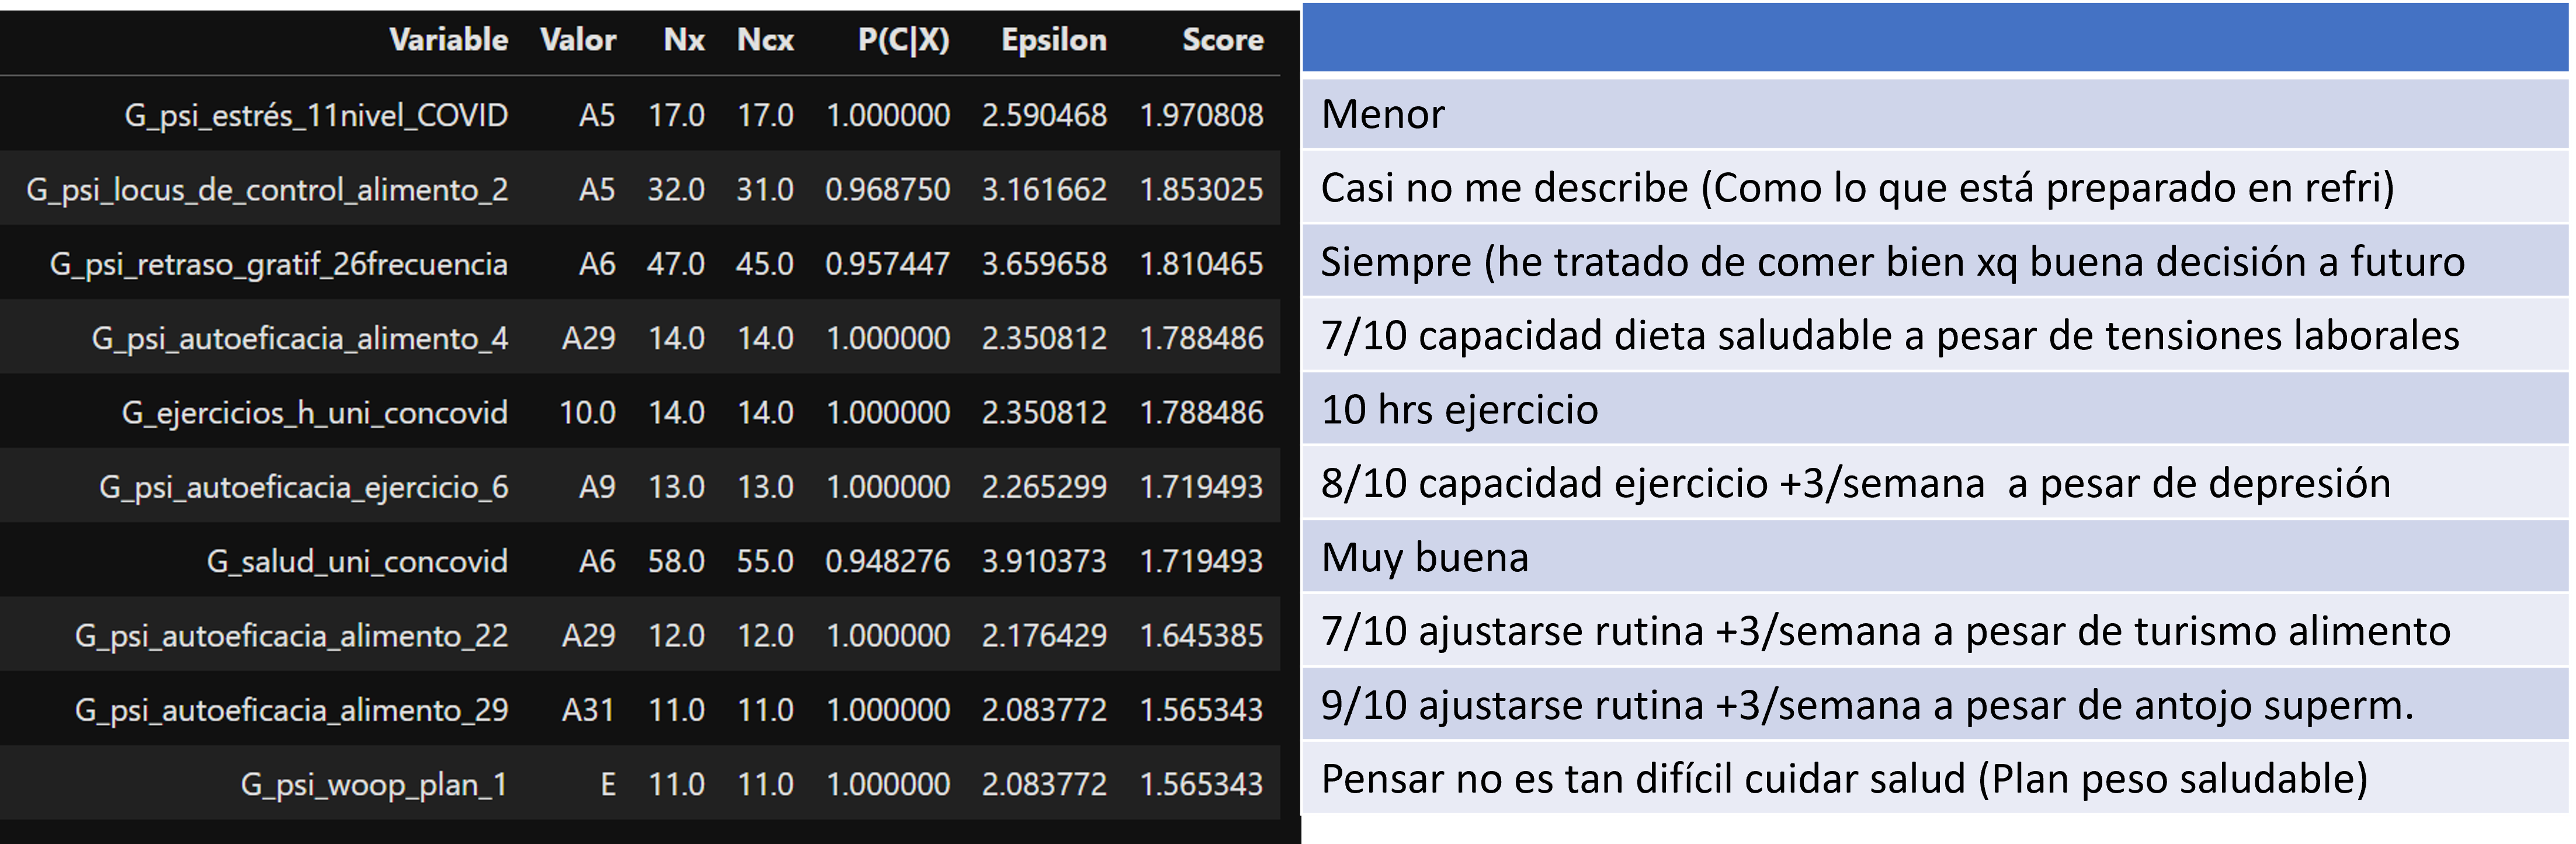 Variable Valor Nx Ncx P(C|X) Epsilon Score
G_psi_estrés_11nivel_COVID A5 17.0 17.0 1.000000 2.590468 1.970808 Menor
G_psi_locus_de_control_alimento_2 A5 32.0 31.0 0.968750 3.161662 1.853025 Casi no me describe (Como lo que está preparado en refri)
G_psi_retraso_gratif_26frecuencia A6 47.0 45.0 0.957447 3.659658 1.810465 Siempre (he tratado de comer bien xq buena decisión a futuro
G_psi_autoeficacia_alimento_4 A29 14.0 14.0 1.000000 2.350812 1.788486 7/10 capacidad dieta saludable a pesar de tensiones laborales
G_ejercicios_h_uni_concovid 10.0 14.0 14.0 1.000000 2.350812 1.788486 10 hrs ejercicio
G_psi_autoeficacia_ejercicio_6 A9 13.0 13.0 1.000000 2.265299 1.719493 8/10 capacidad ejercicio +3/semana a pesar de depresión
G_salud_uni_concovid A6 58.0 55.0 0.948276 3.910373 1.719493 Muy buena
G_psi_autoeficacia_alimento_22 A29 12.0 12.0 1.000000 2.176429 1.645385 7/10 ajustarse rutina +3/semana a pesar de turismo alimento
G_psi_autoeficacia_alimento_29 A31 11.0 11.0 1.000000 2.083772 1.565343 9/10 ajustarse rutina +3/semana a pesar de antojo superm.
G_psi_woop_plan_1 E 11.0 11.0 1.000000 2.083772 1.565343 Pensar no es tan difícil cuidar salud (Plan peso saludable)